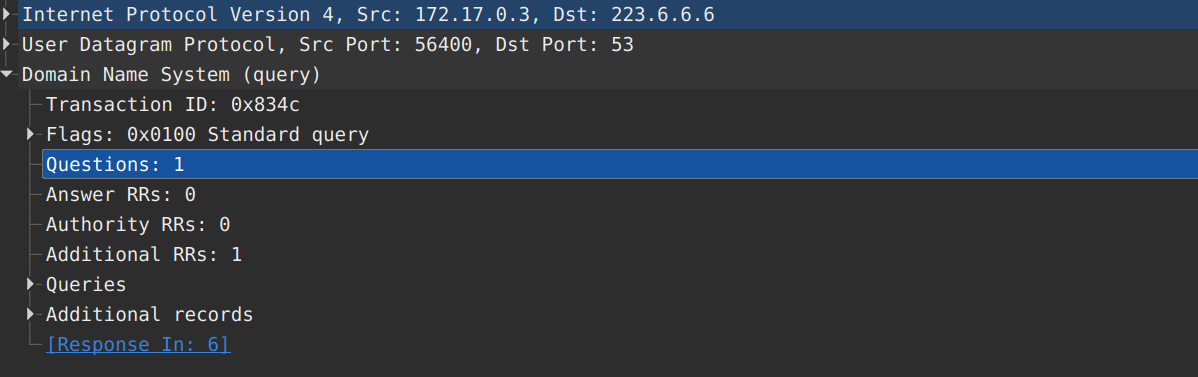 Internet Protocol Version 4, Src: 172.17.0.3, Dst: 223.6.6.6
User Datagram Protocol, Src Port: 56400, Dst Port: 53
Domain Name System (query)
Transaction ID: 0x834c
Flags: 0x0100 Standard query
Questions: 1
Answer RRs: 0
Authority RRs: 0
Additional RRs: 1
Queries
Additional records
[Response In: 6]